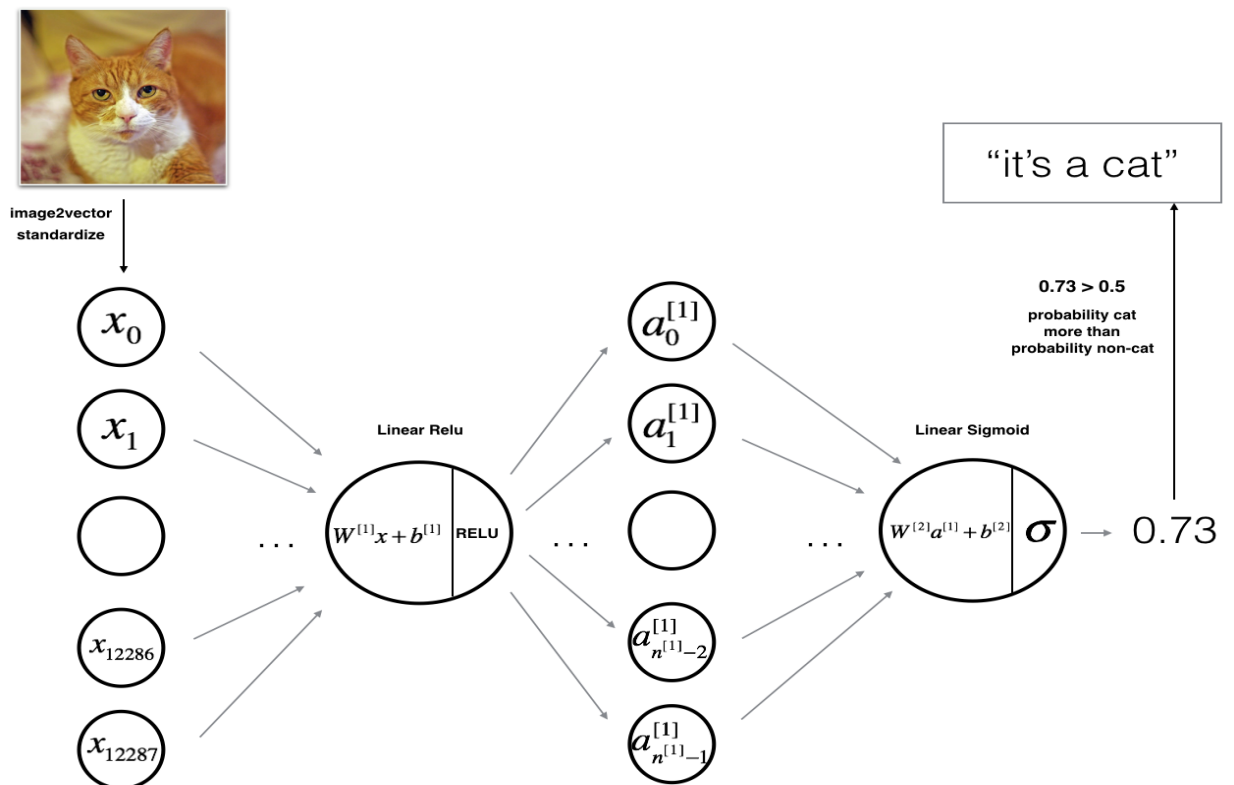 image2vector
standardize
x₀
x₁
x₁₂₂₈₆
x₁₂₂₈₇
. . .
Linear Relu
W^[1]x+b^[1]
RELU
. . .
a₀^[1]
a₁^[1]
a_{n^[1]−2}^[1]
a_{n^[1]−1}^[1]
. . .
Linear Sigmoid
W^[2]a^[1]+b^[2]
σ
0.73
0.73 > 0.5
probability cat
more than
probability non-cat
“it’s a cat”